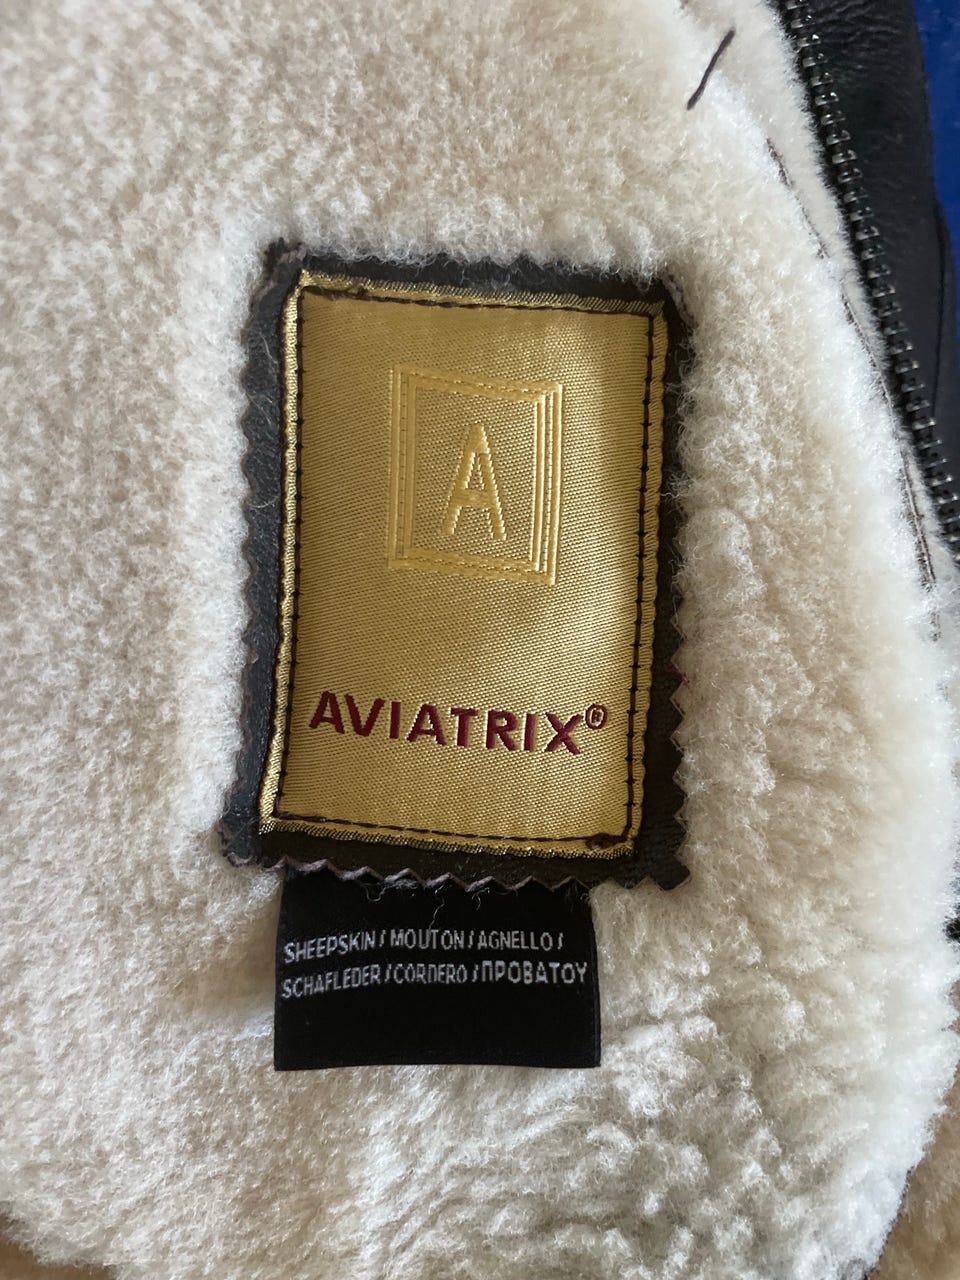 A
AVIATRIX®
SHEEPSKIN / MOUTON / AGNELLO /
SCHAFLEDER / CORDERO / ΠΡΟΒΑΤΟΥ